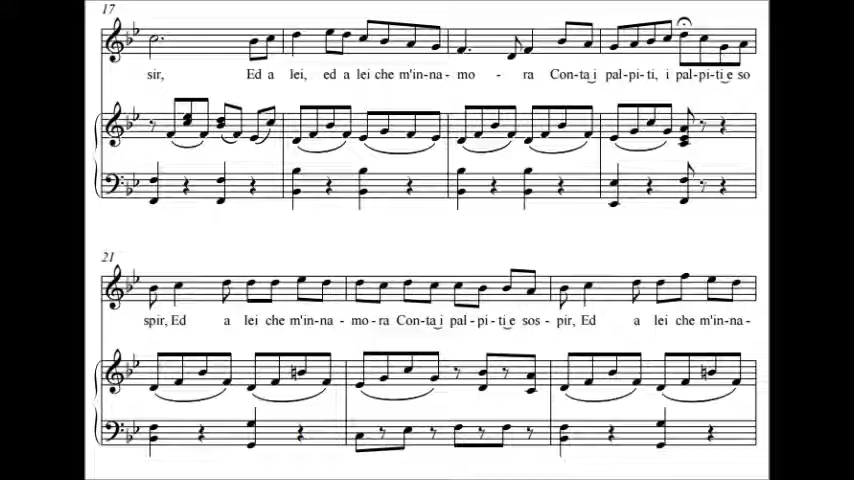 17
sir, Ed a lei, ed a lei che m'in-na-mo - ra Con-ta‿i pal-pi-ti, i pal-pi-ti‿e so
21
spir, Ed a lei che m'in-na-mo-ra Con-ta‿i pal-pi-ti‿e sos-pir, Ed a lei che m'in-na-